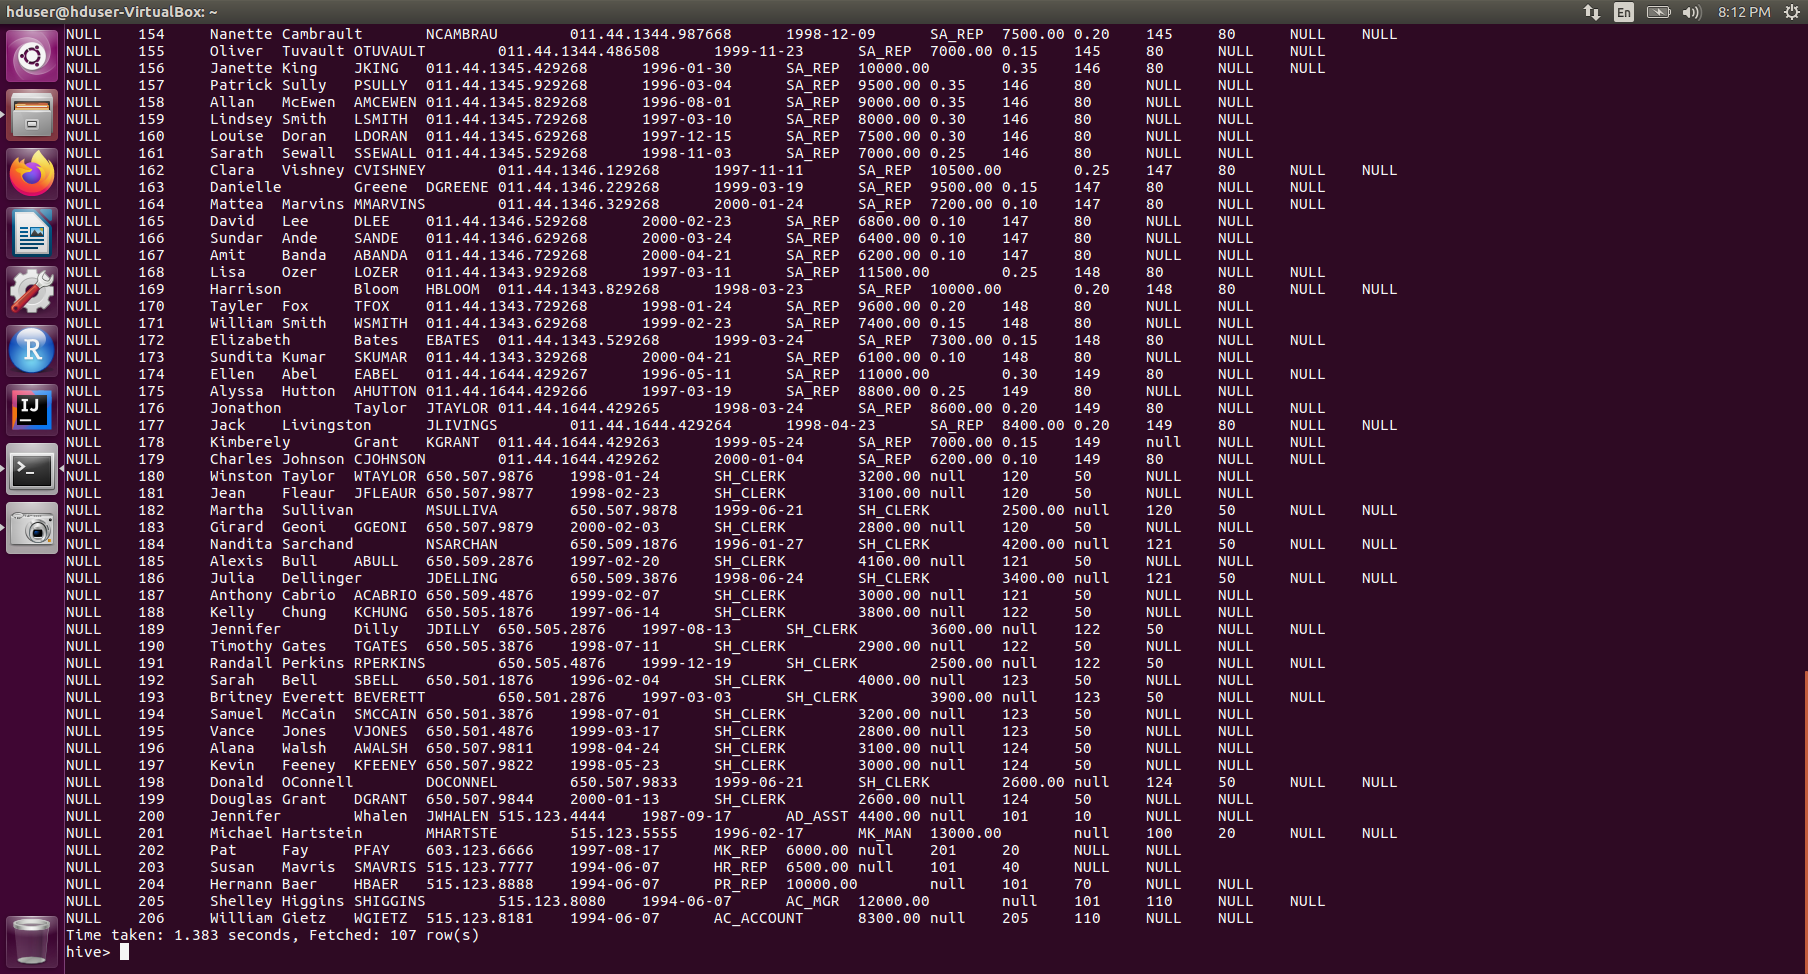 hduser@hduser-VirtualBox: ~ En 8:12 PM
NULL 154 Nanette Cambrault NCAMBRAU 011.44.1344.987668 1998-12-09 SA_REP 7500.00 0.20 145 80 NULL NULL
NULL 155 Oliver Tuvault OTUVAULT 011.44.1344.486508 1999-11-23 SA_REP 7000.00 0.15 145 80 NULL NULL
NULL 156 Janette King JKING 011.44.1345.429268 1996-01-30 SA_REP 10000.00 0.35 146 80 NULL NULL
NULL 157 Patrick Sully PSULLY 011.44.1345.929268 1996-03-04 SA_REP 9500.00 0.35 146 80 NULL NULL
NULL 158 Allan McEwen AMCEWEN 011.44.1345.829268 1996-08-01 SA_REP 9000.00 0.35 146 80 NULL NULL
NULL 159 Lindsey Smith LSMITH 011.44.1345.729268 1997-03-10 SA_REP 8000.00 0.30 146 80 NULL NULL
NULL 160 Louise Doran LDORAN 011.44.1345.629268 1997-12-15 SA_REP 7500.00 0.30 146 80 NULL NULL
NULL 161 Sarath Sewall SSEWALL 011.44.1345.529268 1998-11-03 SA_REP 7000.00 0.25 146 80 NULL NULL
NULL 162 Clara Vishney CVISHNEY 011.44.1346.129268 1997-11-11 SA_REP 10500.00 0.25 147 80 NULL NULL
NULL 163 Danielle Greene DGREENE 011.44.1346.229268 1999-03-19 SA_REP 9500.00 0.15 147 80 NULL NULL
NULL 164 Mattea Marvins MMARVINS 011.44.1346.329268 2000-01-24 SA_REP 7200.00 0.10 147 80 NULL NULL
NULL 165 David Lee DLEE 011.44.1346.529268 2000-02-23 SA_REP 6800.00 0.10 147 80 NULL NULL
NULL 166 Sundar Ande SANDE 011.44.1346.629268 2000-03-24 SA_REP 6400.00 0.10 147 80 NULL NULL
NULL 167 Amit Banda ABANDA 011.44.1346.729268 2000-04-21 SA_REP 6200.00 0.10 147 80 NULL NULL
NULL 168 Lisa Ozer LOZER 011.44.1343.929268 1997-03-11 SA_REP 11500.00 0.25 148 80 NULL NULL
NULL 169 Harrison Bloom HBLOOM 011.44.1343.829268 1998-03-23 SA_REP 10000.00 0.20 148 80 NULL NULL
NULL 170 Tayler Fox TFOX 011.44.1343.729268 1998-01-24 SA_REP 9600.00 0.20 148 80 NULL NULL
NULL 171 William Smith WSMITH 011.44.1343.629268 1999-02-23 SA_REP 7400.00 0.15 148 80 NULL NULL
NULL 172 Elizabeth Bates EBATES 011.44.1343.529268 1999-03-24 SA_REP 7300.00 0.15 148 80 NULL NULL
NULL 173 Sundita Kumar SKUMAR 011.44.1343.329268 2000-04-21 SA_REP 6100.00 0.10 148 80 NULL NULL
NULL 174 Ellen Abel EABEL 011.44.1644.429267 1996-05-11 SA_REP 11000.00 0.30 149 80 NULL NULL
NULL 175 Alyssa Hutton AHUTTON 011.44.1644.429266 1997-03-19 SA_REP 8800.00 0.25 149 80 NULL NULL
NULL 176 Jonathon Taylor JTAYLOR 011.44.1644.429265 1998-03-24 SA_REP 8600.00 0.20 149 80 NULL NULL
NULL 177 Jack Livingston JLIVINGS 011.44.1644.429264 1998-04-23 SA_REP 8400.00 0.20 149 80 NULL NULL
NULL 178 Kimberely Grant KGRANT 011.44.1644.429263 1999-05-24 SA_REP 7000.00 0.15 149 null NULL NULL
NULL 179 Charles Johnson CJOHNSON 011.44.1644.429262 2000-01-04 SA_REP 6200.00 0.10 149 80 NULL NULL
NULL 180 Winston Taylor WTAYLOR 650.507.9876 1998-01-24 SH_CLERK 3200.00 null 120 50 NULL NULL
NULL 181 Jean Fleaur JFLEAUR 650.507.9877 1998-02-23 SH_CLERK 3100.00 null 120 50 NULL NULL
NULL 182 Martha Sullivan MSULLIVA 650.507.9878 1999-06-21 SH_CLERK 2500.00 null 120 50 NULL NULL
NULL 183 Girard Geoni GGEONI 650.507.9879 2000-02-03 SH_CLERK 2800.00 null 120 50 NULL NULL
NULL 184 Nandita Sarchand NSARCHAN 650.509.1876 1996-01-27 SH_CLERK 4200.00 null 121 50 NULL NULL
NULL 185 Alexis Bull ABULL 650.509.2876 1997-02-20 SH_CLERK 4100.00 null 121 50 NULL NULL
NULL 186 Julia Dellinger JDELLING 650.509.3876 1998-06-24 SH_CLERK 3400.00 null 121 50 NULL NULL
NULL 187 Anthony Cabrio ACABRIO 650.509.4876 1999-02-07 SH_CLERK 3000.00 null 121 50 NULL NULL
NULL 188 Kelly Chung KCHUNG 650.505.1876 1997-06-14 SH_CLERK 3800.00 null 122 50 NULL NULL
NULL 189 Jennifer Dilly JDILLY 650.505.2876 1997-08-13 SH_CLERK 3600.00 null 122 50 NULL NULL
NULL 190 Timothy Gates TGATES 650.505.3876 1998-07-11 SH_CLERK 2900.00 null 122 50 NULL NULL
NULL 191 Randall Perkins RPERKINS 650.505.4876 1999-12-19 SH_CLERK 2500.00 null 122 50 NULL NULL
NULL 192 Sarah Bell SBELL 650.501.1876 1996-02-04 SH_CLERK 4000.00 null 123 50 NULL NULL
NULL 193 Britney Everett BEVERETT 650.501.2876 1997-03-03 SH_CLERK 3900.00 null 123 50 NULL NULL
NULL 194 Samuel McCain SMCCAIN 650.501.3876 1998-07-01 SH_CLERK 3200.00 null 123 50 NULL NULL
NULL 195 Vance Jones VJONES 650.501.4876 1999-03-17 SH_CLERK 2800.00 null 123 50 NULL NULL
NULL 196 Alana Walsh AWALSH 650.507.9811 1998-04-24 SH_CLERK 3100.00 null 124 50 NULL NULL
NULL 197 Kevin Feeney KFEENEY 650.507.9822 1998-05-23 SH_CLERK 3000.00 null 124 50 NULL NULL
NULL 198 Donald OConnell DOCONNEL 650.507.9833 1999-06-21 SH_CLERK 2600.00 null 124 50 NULL NULL
NULL 199 Douglas Grant DGRANT 650.507.9844 2000-01-13 SH_CLERK 2600.00 null 124 50 NULL NULL
NULL 200 Jennifer Whalen JWHALEN 515.123.4444 1987-09-17 AD_ASST 4400.00 null 101 10 NULL NULL
NULL 201 Michael Hartstein MHARTSTE 515.123.5555 1996-02-17 MK_MAN 13000.00 null 100 20 NULL NULL
NULL 202 Pat Fay PFAY 603.123.6666 1997-08-17 MK_REP 6000.00 null 201 20 NULL NULL
NULL 203 Susan Mavris SMAVRIS 515.123.7777 1994-06-07 HR_REP 6500.00 null 101 40 NULL NULL
NULL 204 Hermann Baer HBAER 515.123.8888 1994-06-07 PR_REP 10000.00 null 101 70 NULL NULL
NULL 205 Shelley Higgins SHIGGINS 515.123.8080 1994-06-07 AC_MGR 12000.00 null 101 110 NULL NULL
NULL 206 William Gietz WGIETZ 515.123.8181 1994-06-07 AC_ACCOUNT 8300.00 null 205 110 NULL NULL
Time taken: 1.383 seconds, Fetched: 107 row(s)
hive>
R
IJ
>_